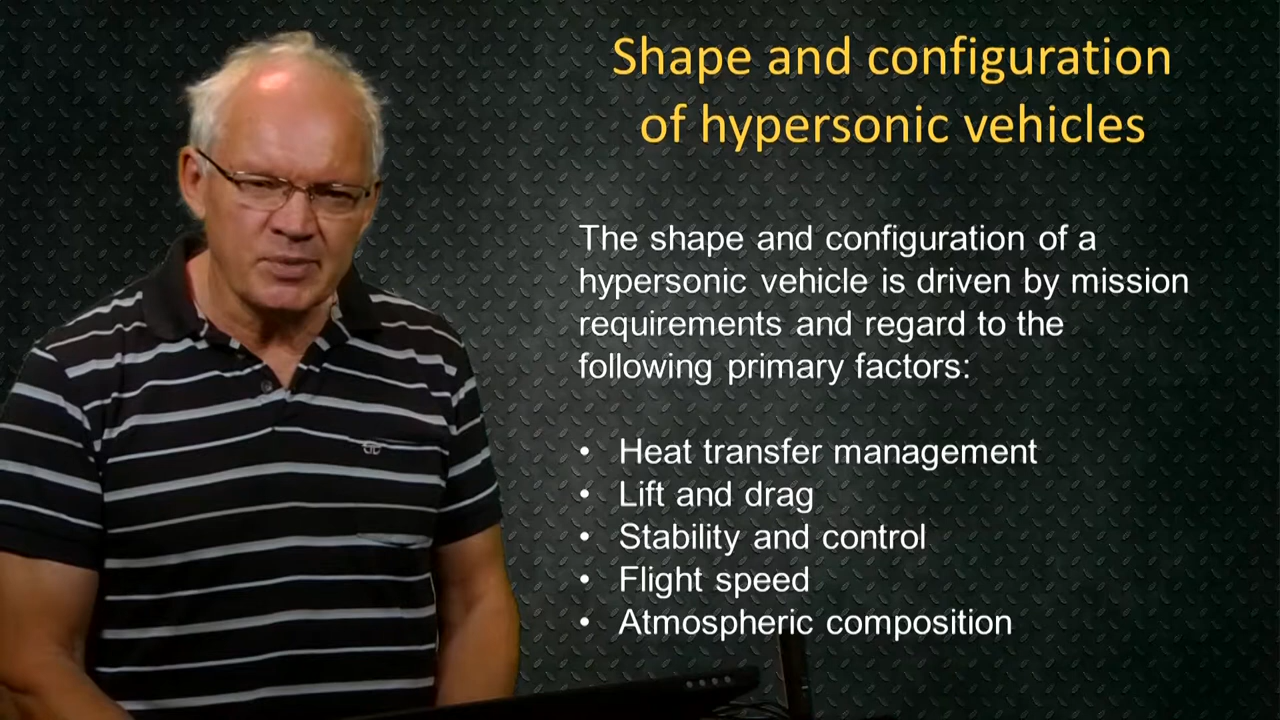 Shape and configuration
of hypersonic vehicles
The shape and configuration of a
hypersonic vehicle is driven by mission
requirements and regard to the
following primary factors:
• Heat transfer management
• Lift and drag
• Stability and control
• Flight speed
• Atmospheric composition